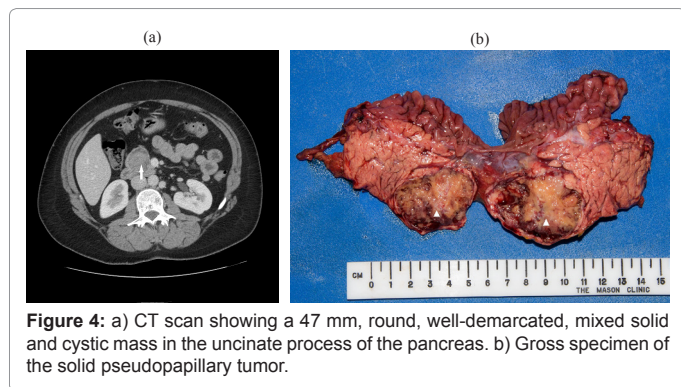 (a)
(b)
CM 0 1 2 3 4 5 6 7 8 9 10 11 12 13 14 15
THE MASON CLINIC
Figure 4: a) CT scan showing a 47 mm, round, well-demarcated, mixed solid
and cystic mass in the uncinate process of the pancreas. b) Gross specimen of
the solid pseudopapillary tumor.